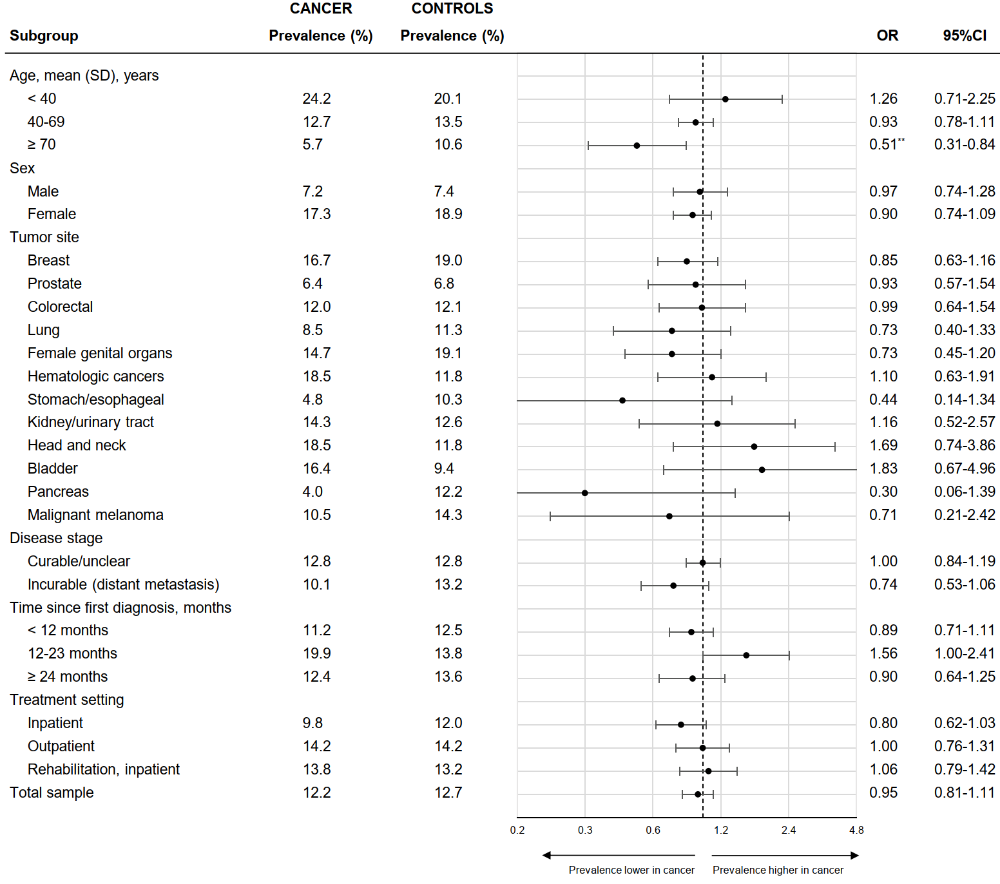 CANCER CONTROLS
Subgroup Prevalence (%) Prevalence (%) OR 95%CI
Age, mean (SD), years
< 40 24.2 20.1 1.26 0.71-2.25
40-69 12.7 13.5 0.93 0.78-1.11
≥ 70 5.7 10.6 0.51** 0.31-0.84
Sex
Male 7.2 7.4 0.97 0.74-1.28
Female 17.3 18.9 0.90 0.74-1.09
Tumor site
Breast 16.7 19.0 0.85 0.63-1.16
Prostate 6.4 6.8 0.93 0.57-1.54
Colorectal 12.0 12.1 0.99 0.64-1.54
Lung 8.5 11.3 0.73 0.40-1.33
Female genital organs 14.7 19.1 0.73 0.45-1.20
Hematologic cancers 18.5 11.8 1.10 0.63-1.91
Stomach/esophageal 4.8 10.3 0.44 0.14-1.34
Kidney/urinary tract 14.3 12.6 1.16 0.52-2.57
Head and neck 18.5 11.8 1.69 0.74-3.86
Bladder 16.4 9.4 1.83 0.67-4.96
Pancreas 4.0 12.2 0.30 0.06-1.39
Malignant melanoma 10.5 14.3 0.71 0.21-2.42
Disease stage
Curable/unclear 12.8 12.8 1.00 0.84-1.19
Incurable (distant metastasis) 10.1 13.2 0.74 0.53-1.06
Time since first diagnosis, months
< 12 months 11.2 12.5 0.89 0.71-1.11
12-23 months 19.9 13.8 1.56 1.00-2.41
≥ 24 months 12.4 13.6 0.90 0.64-1.25
Treatment setting
Inpatient 9.8 12.0 0.80 0.62-1.03
Outpatient 14.2 14.2 1.00 0.76-1.31
Rehabilitation, inpatient 13.8 13.2 1.06 0.79-1.42
Total sample 12.2 12.7 0.95 0.81-1.11
0.2 0.3 0.6 1.2 2.4 4.8
Prevalence lower in cancer Prevalence higher in cancer